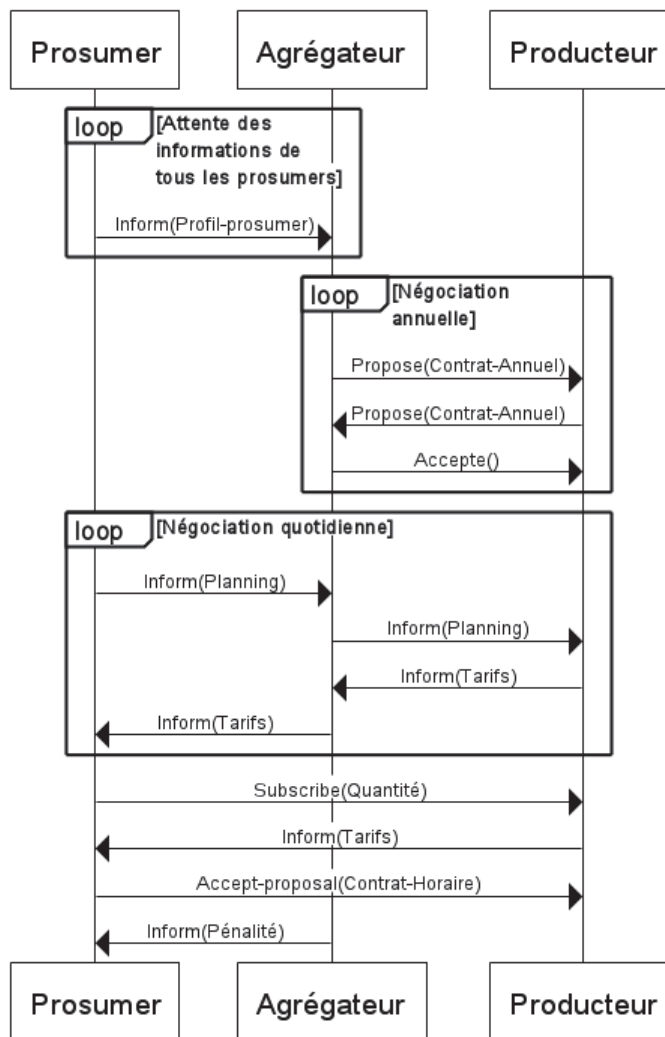 Prosumer Agrégateur Producteur
loop [Attente des
informations de
tous les prosumers]
Inform(Profil-prosumer)
loop [Négociation
annuelle]
Propose(Contrat-Annuel)
Propose(Contrat-Annuel)
Accepte()
loop [Négociation quotidienne]
Inform(Planning)
Inform(Planning)
Inform(Tarifs)
Inform(Tarifs)
Subscribe(Quantité)
Inform(Tarifs)
Accept-proposal(Contrat-Horaire)
Inform(Pénalité)
Prosumer Agrégateur Producteur